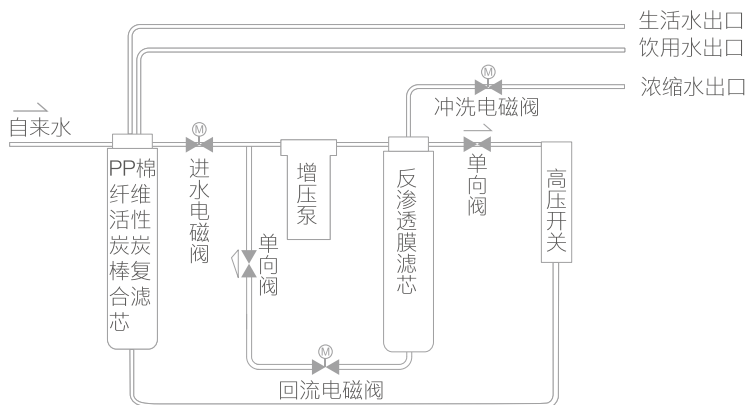 生活水出口
饮用水出口
浓缩水出口
M
冲洗电磁阀
自来水
M
PP棉
纤维
活性
炭炭
棒复
合滤
芯
进水电磁阀
增压泵
反渗透膜滤芯
单向阀
高压开关
单向阀
M
回流电磁阀